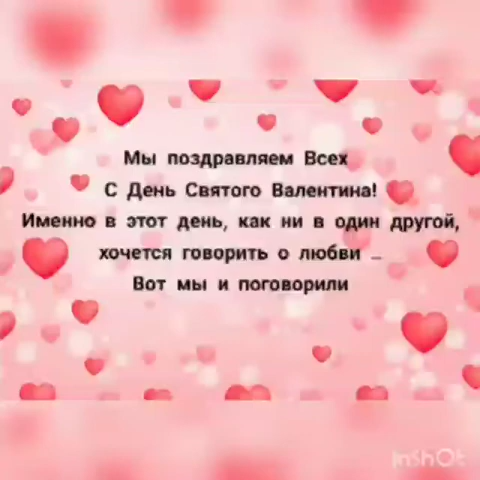 Мы поздравляем Всех
С День Святого Валентина!
Именно в этот день, как ни в один другой,
хочется говорить о любви ...
Вот мы и поговорили
InShOt